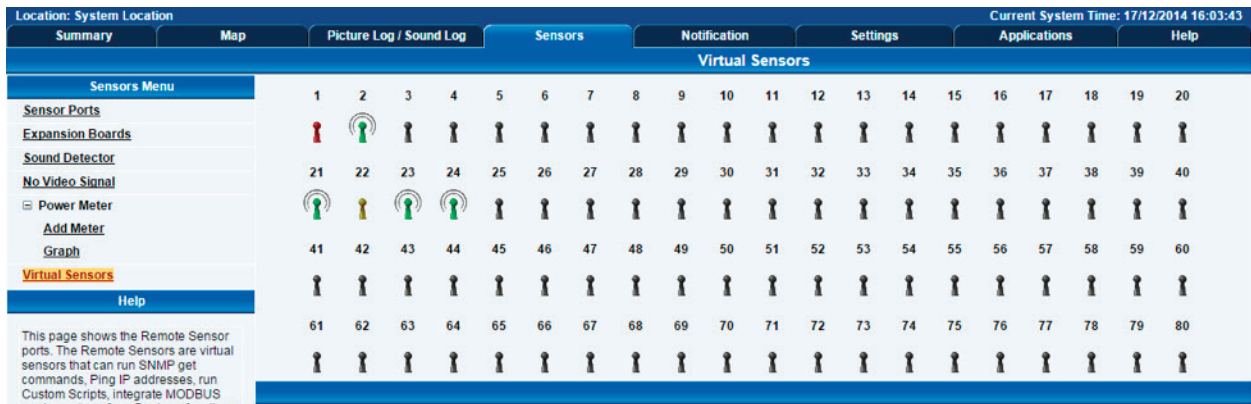 Location: System Location
Current System Time: 17/12/2014 16:03:43
Summary Map Picture Log / Sound Log Sensors Notification Settings Applications Help
Virtual Sensors
Sensors Menu
Sensor Ports
Expansion Boards
Sound Detector
No Video Signal
Power Meter
Add Meter
Graph
Virtual Sensors
Help
This page shows the Remote Sensor
ports. The Remote Sensors are virtual
sensors that can run SNMP get
commands, Ping IP addresses, run
Custom Scripts, integrate MODBUS
1 2 3 4 5 6 7 8 9 10 11 12 13 14 15 16 17 18 19 20
21 22 23 24 25 26 27 28 29 30 31 32 33 34 35 36 37 38 39 40
41 42 43 44 45 46 47 48 49 50 51 52 53 54 55 56 57 58 59 60
61 62 63 64 65 66 67 68 69 70 71 72 73 74 75 76 77 78 79 80